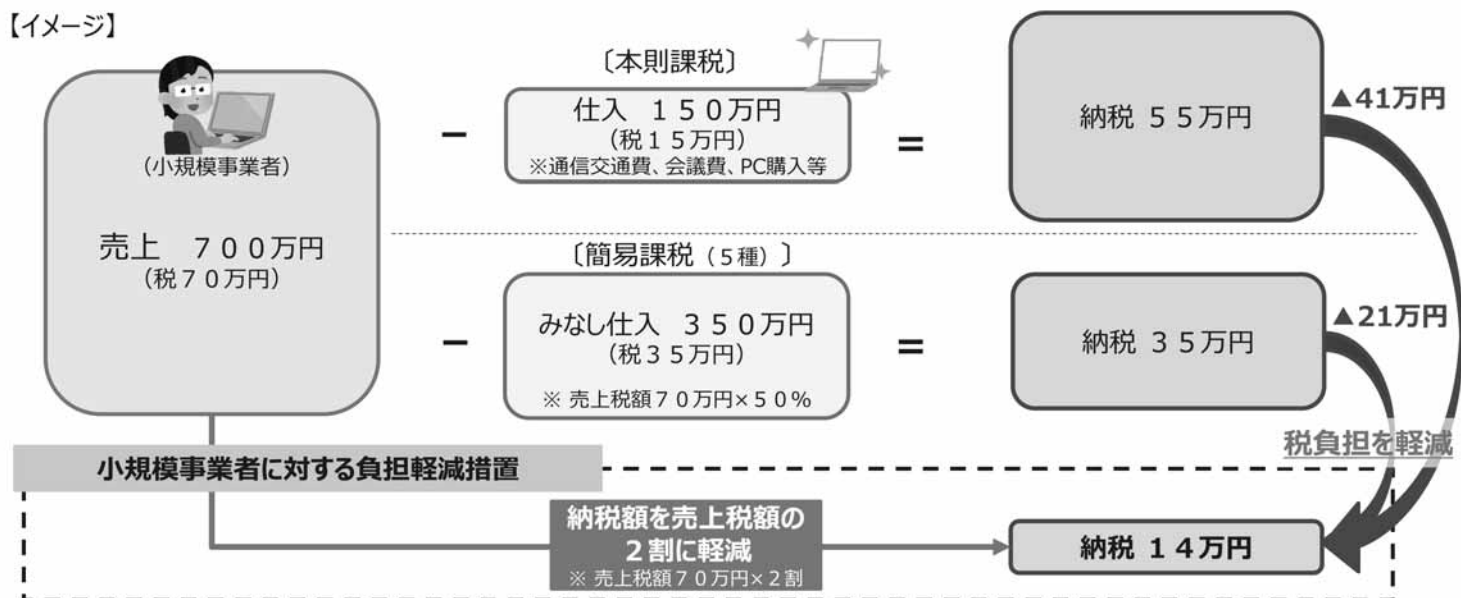 【イメージ】
(小規模事業者)
売上 700万円
(税70万円)
−
〔本則課税〕
仕入 150万円
(税15万円)
※通信交通費、会議費、PC購入等
=
納税 55万円
▲41万円
〔簡易課税(5種)〕
−
みなし仕入 350万円
(税35万円)
※ 売上税額70万円×50%
=
納税 35万円
▲21万円
税負担を軽減
小規模事業者に対する負担軽減措置
納税額を売上税額の
2割に軽減
※ 売上税額70万円×2割
納税 14万円